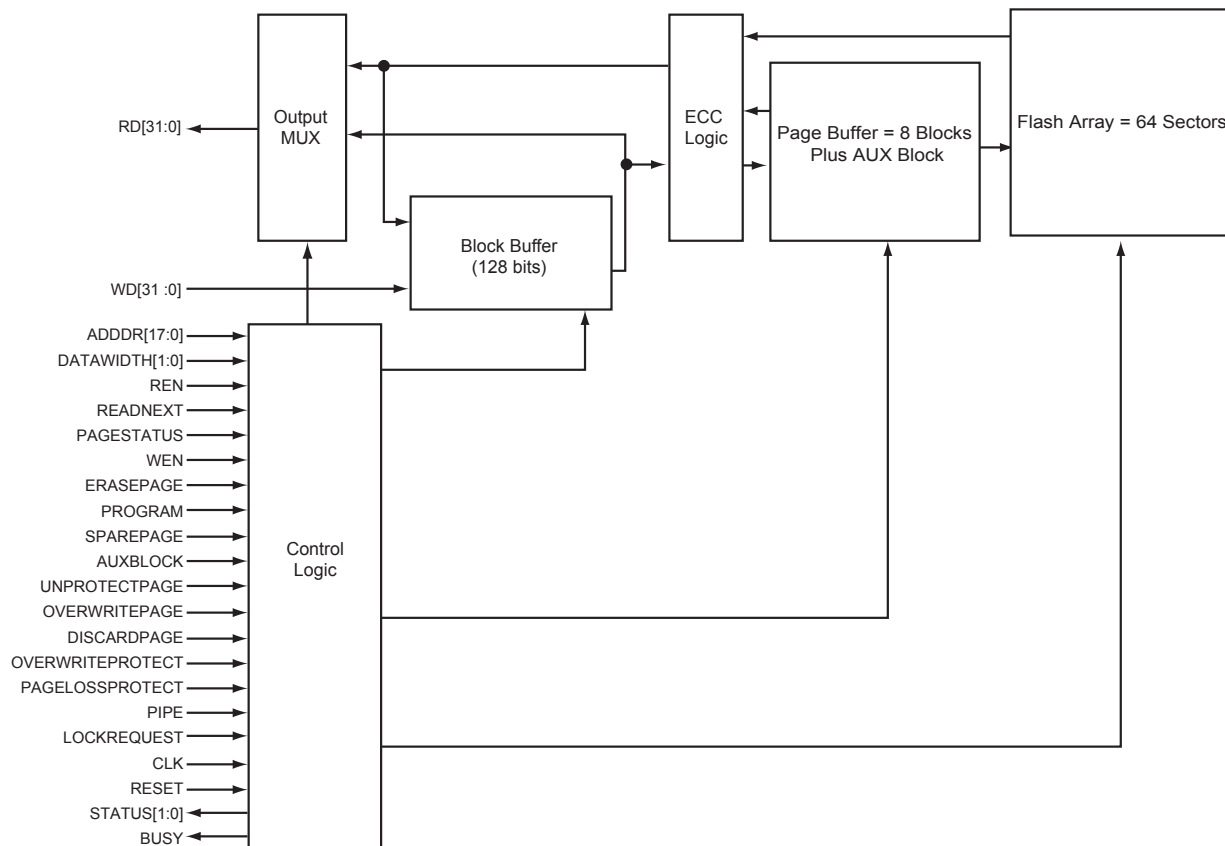 Output
MUX
RD[31:0]
ECC
Logic
Page Buffer = 8 Blocks
Plus AUX Block
Flash Array = 64 Sectors
Block Buffer
(128 bits)
WD[31 :0]
ADDDR[17:0]
DATAWIDTH[1:0]
REN
READNEXT
PAGESTATUS
WEN
ERASEPAGE
PROGRAM
SPAREPAGE
AUXBLOCK
UNPROTECTPAGE
OVERWRITEPAGE
DISCARDPAGE
OVERWRITEPROTECT
PAGELOSSPROTECT
PIPE
LOCKREQUEST
CLK
RESET
STATUS[1:0]
BUSY
Control
Logic